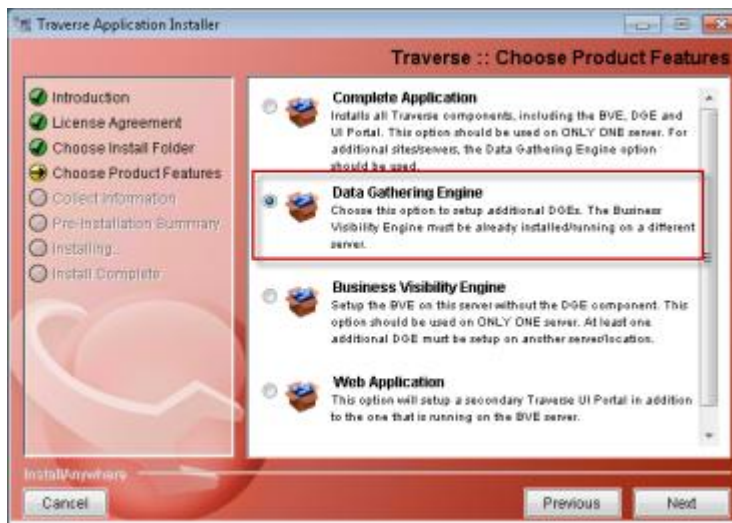 Traverse Application Installer
Traverse :: Choose Product Features
Introduction
License Agreement
Choose Install Folder
Choose Product Features
Collect Information
Pre-Installation Summary
Installing...
Install Complete
Complete Application
Installs all Traverse components, including the BVE, DGE and
UI Portal. This option should be used on ONLY ONE server. For
additional sites/servers, the Data Gathering Engine option
should be used.
Data Gathering Engine
Choose this option to setup additional DGEs. The Business
Visibility Engine must be already installed/running on a different
server.
Business Visibility Engine
Setup the BVE on this server without the DGE component. This
option should be used on ONLY ONE server. At least one
additional DGE must be setup on another server/location.
Web Application
This option will setup a secondary Traverse UI Portal in addition
to the one that is running on the BVE server.
InstallAnywhere
Cancel
Previous
Next